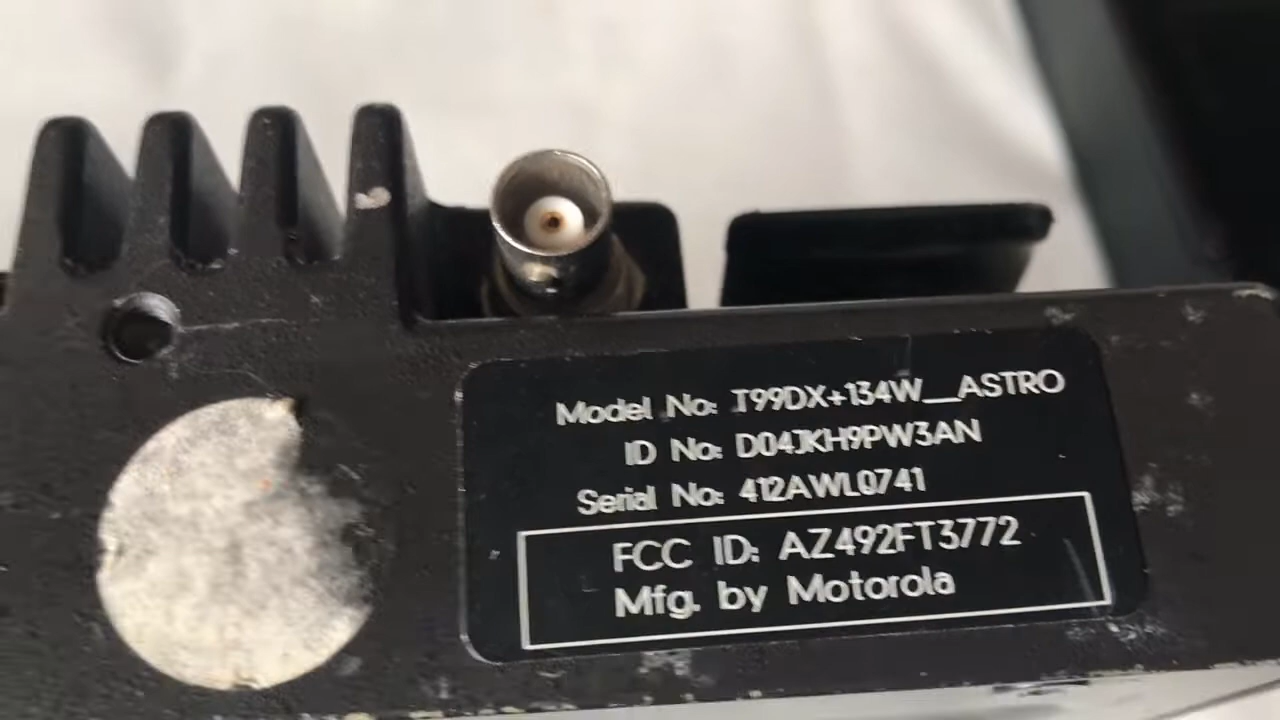 Model No: T99DX+134W__ASTRO
ID No: D04JKH9PW3AN
Serial No: 412AWL0741
FCC ID: AZ492FT3772
Mfg. by Motorola